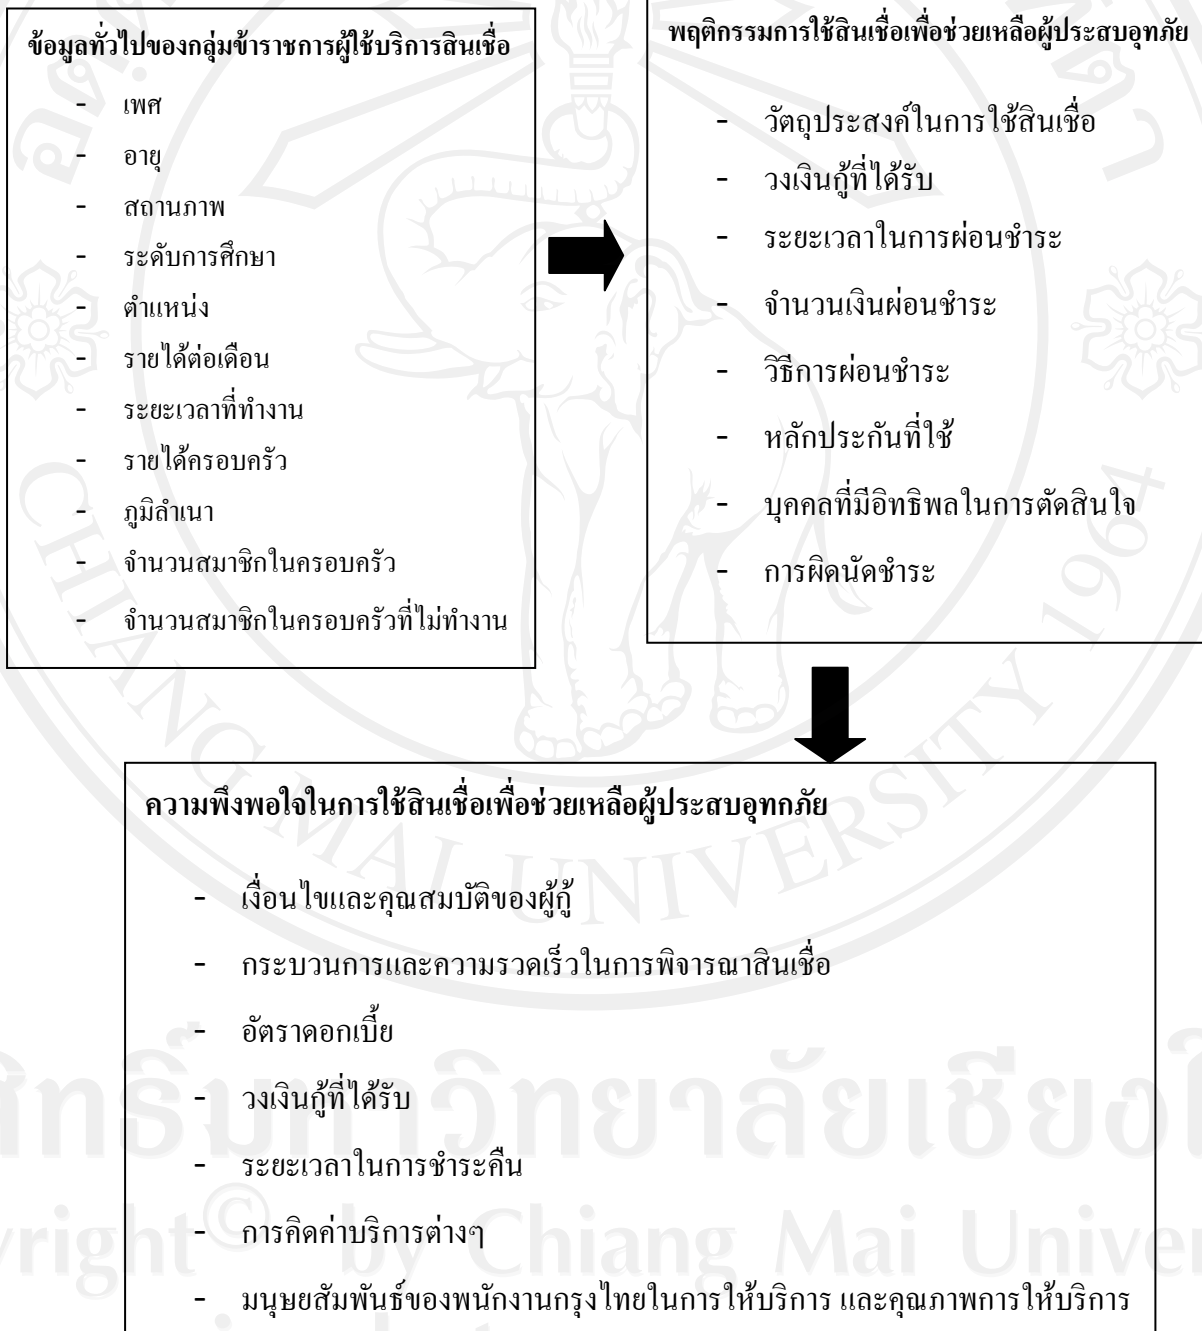 ข้อมูลทั่วไปของกลุ่มข้าราชการผู้ใช้บริการสินเชื่อ
- เพศ
- อายุ
- สถานภาพ
- ระดับการศึกษา
- ตำแหน่ง
- รายได้ต่อเดือน
- ระยะเวลาที่ทำงาน
- รายได้ครอบครัว
- ภูมิลำเนา
- จำนวนสมาชิกในครอบครัว
- จำนวนสมาชิกในครอบครัวที่ไม่ทำงาน
พฤติกรรมการใช้สินเชื่อเพื่อช่วยเหลือผู้ประสบอุทภัย
- วัตถุประสงค์ในการใช้สินเชื่อ
- วงเงินกู้ที่ได้รับ
- ระยะเวลาในการผ่อนชำระ
- จำนวนเงินผ่อนชำระ
- วิธีการผ่อนชำระ
- หลักประกันที่ใช้
- บุคคลที่มีอิทธิพลในการตัดสินใจ
- การผิดนัดชำระ
ความพึงพอใจในการใช้สินเชื่อเพื่อช่วยเหลือผู้ประสบอุทกภัย
- เงื่อนไขและคุณสมบัติของผู้กู้
- กระบวนการและความรวดเร็วในการพิจารณาสินเชื่อ
- อัตราดอกเบี้ย
- วงเงินกู้ที่ได้รับ
- ระยะเวลาในการชำระคืน
- การคิดค่าบริการต่างๆ
- มนุษยสัมพันธ์ของพนักงานกรุงไทยในการให้บริการ และคุณภาพการให้บริการ
CHIANG MAI UNIVERSITY 1964
© by Chiang Mai